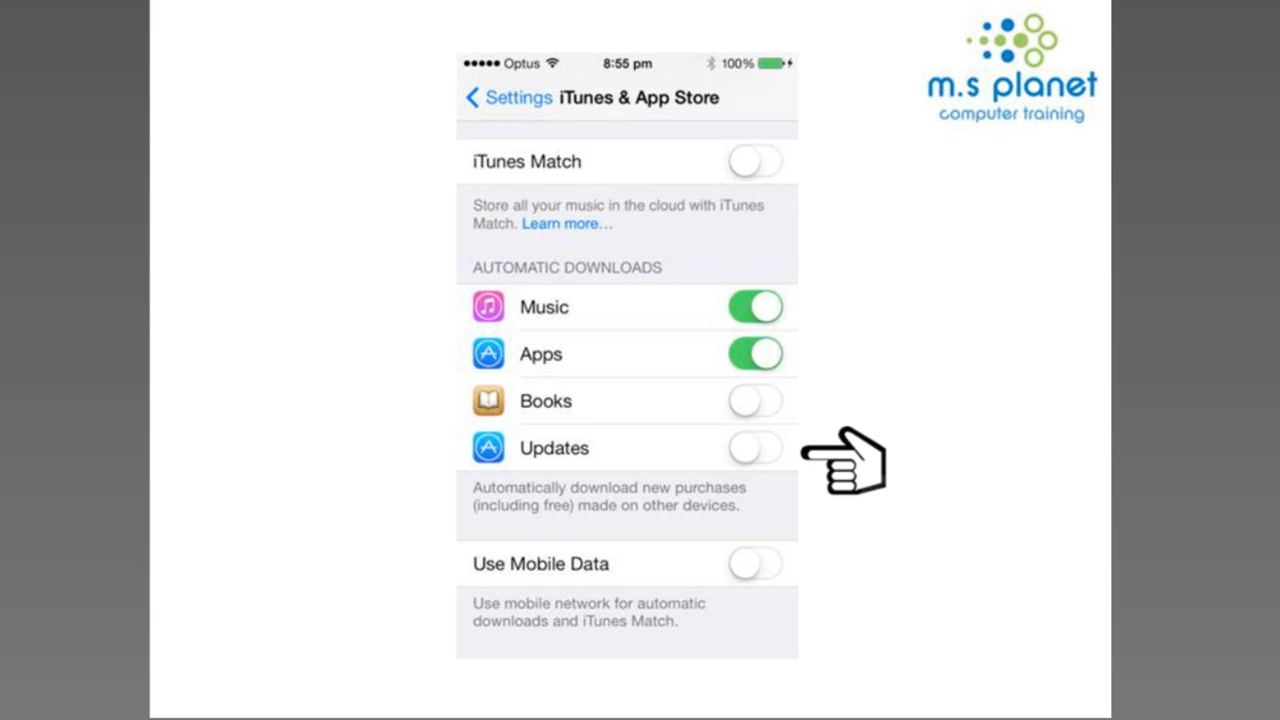 m.s planet
computer training
Optus 8:55 pm 100%
Settings iTunes & App Store
iTunes Match
Store all your music in the cloud with iTunes
Match. Learn more...
AUTOMATIC DOWNLOADS
Music
Apps
Books
Updates
Automatically download new purchases
(including free) made on other devices.
Use Mobile Data
Use mobile network for automatic
downloads and iTunes Match.